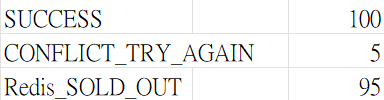 SUCCESS 100
CONFLICT_TRY_AGAIN 5
Redis_SOLD_OUT 95